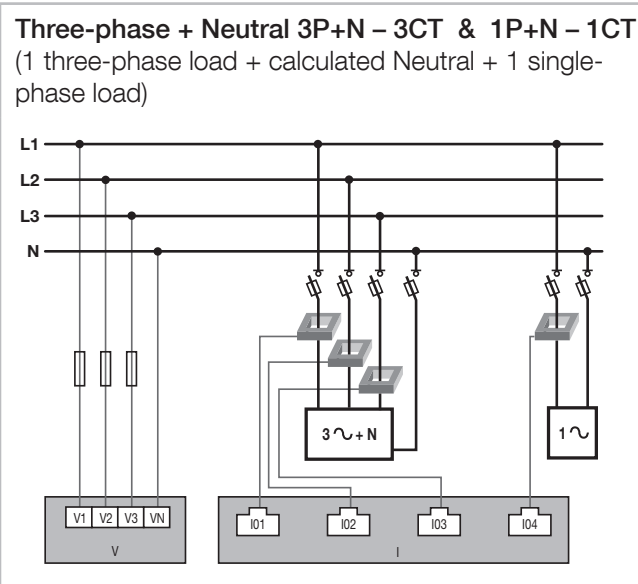 Three-phase + Neutral 3P+N – 3CT & 1P+N – 1CT
(1 three-phase load + calculated Neutral + 1 single-
phase load)
L1
L2
L3
N
3 ∿ + N
1 ∿
V1 V2 V3 VN
I01 I02 I03 I04
V
I